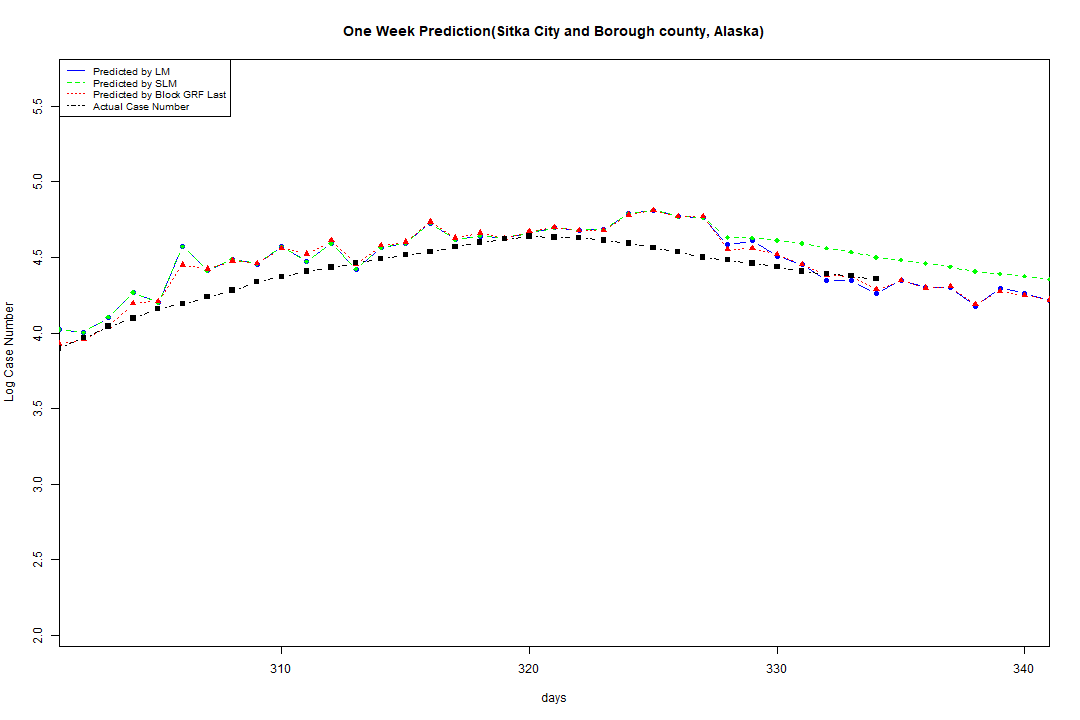 One Week Prediction(Sitka City and Borough county, Alaska)
Predicted by LM
Predicted by SLM
Predicted by Block GRF Last
Actual Case Number
5.5
5.0
4.5
4.0
3.5
3.0
2.5
2.0
Log Case Number
310 320 330 340
days